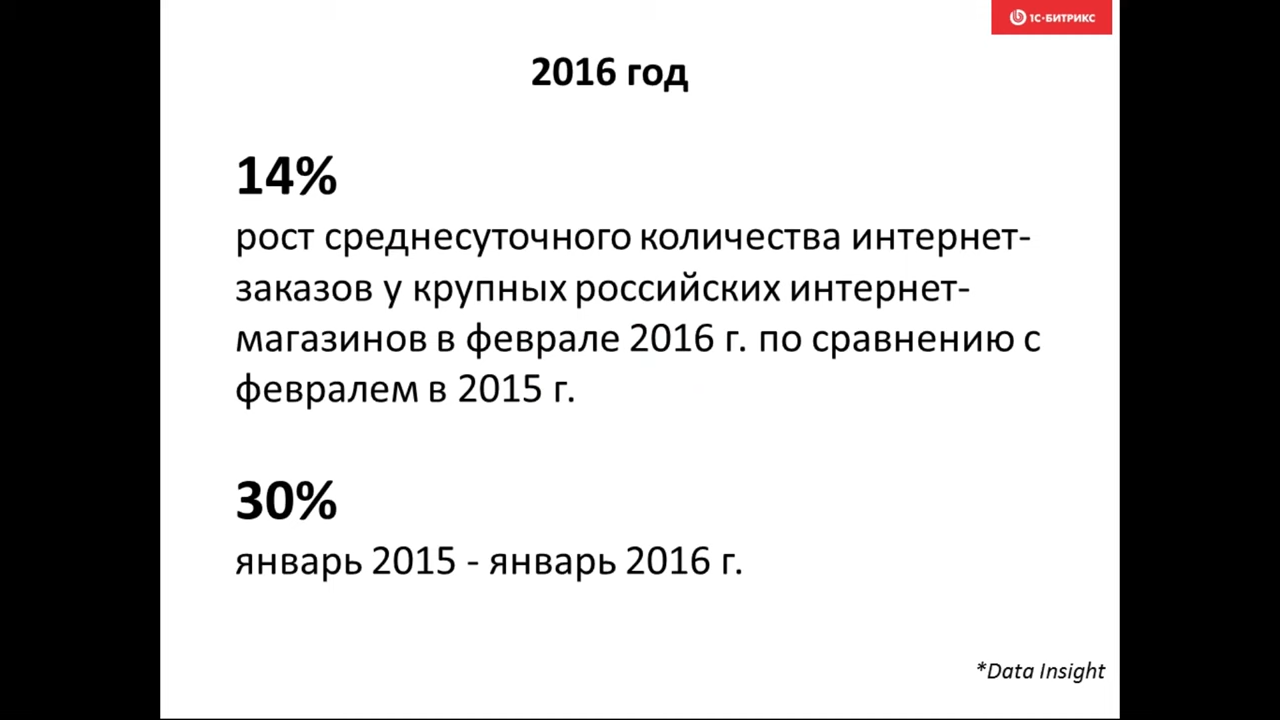 1С-БИТРИКС
2016 год
14%
рост среднесуточного количества интернет-
заказов у крупных российских интернет-
магазинов в феврале 2016 г. по сравнению с
февралем в 2015 г.
30%
январь 2015 - январь 2016 г.
*Data Insight